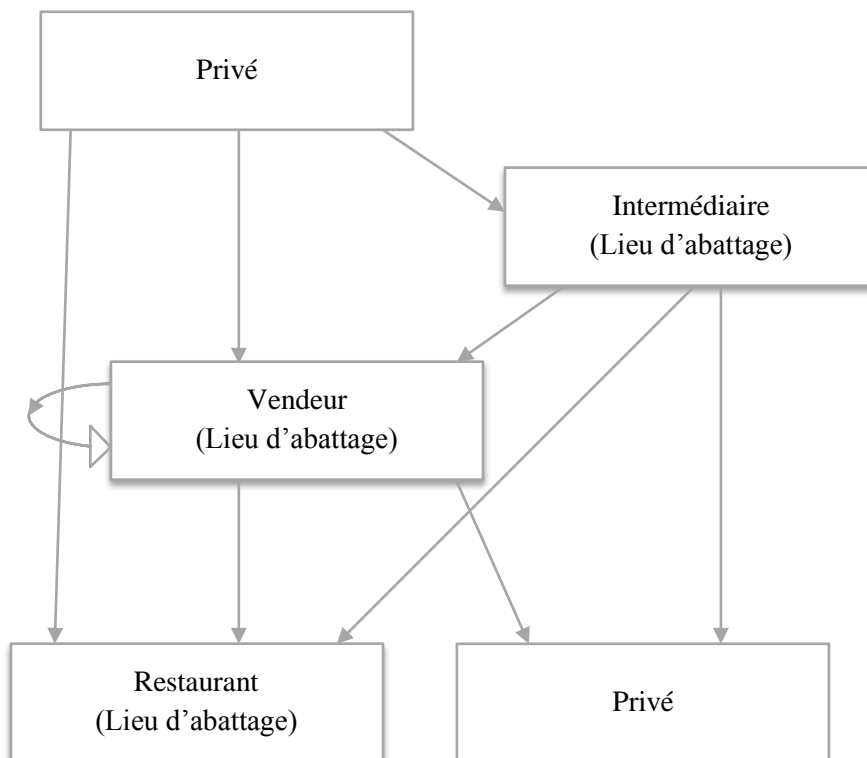 Privé
Intermédiaire
(Lieu d’abattage)
Vendeur
(Lieu d’abattage)
Restaurant
(Lieu d’abattage)
Privé